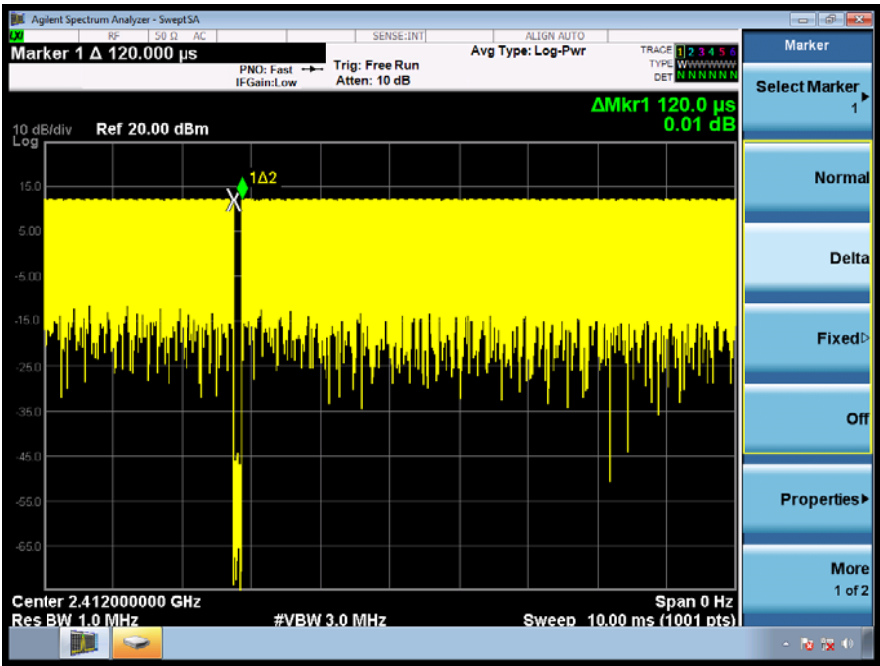 Agilent Spectrum Analyzer - Swept SA
RF 50 Ω AC SENSE:INT ALIGN AUTO
Marker 1 Δ 120.000 µs
PNO: Fast
IFGain:Low
Trig: Free Run
Atten: 10 dB
Avg Type: Log-Pwr
TRACE 1 2 3 4 5 6
TYPE WWWWWW
DET N N N N N N
ΔMkr1 120.0 µs
0.01 dB
10 dB/div Ref 20.00 dBm
Log
1Δ2
15.0
5.00
-5.00
-15.0
-25.0
-35.0
-45.0
-55.0
-65.0
Center 2.412000000 GHz Span 0 Hz
Res BW 1.0 MHz #VBW 3.0 MHz Sweep 10.00 ms (1001 pts)
Marker
Select Marker
1
Normal
Delta
Fixed
Off
Properties
More
1 of 2